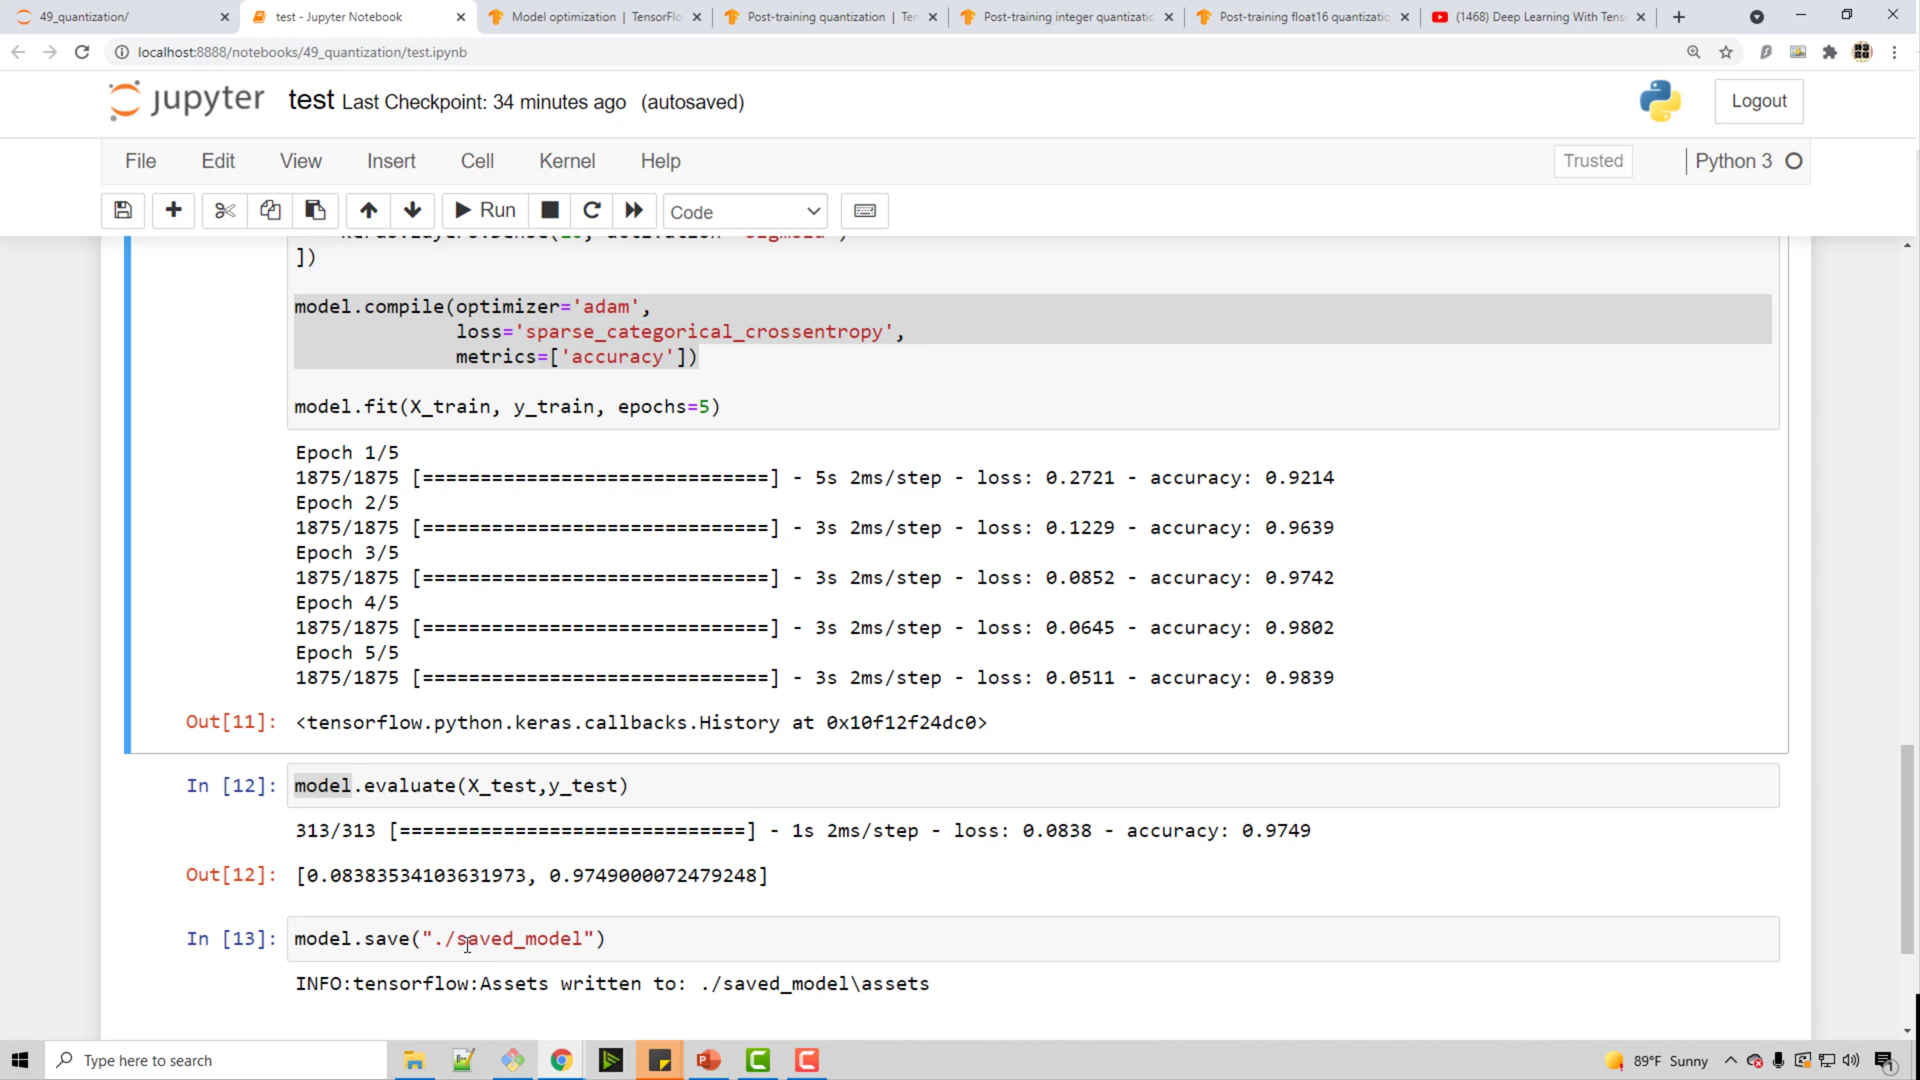 49_quantization/
test - Jupyter Notebook
Model optimization | TensorFlo
Post-training quantization | Ten
Post-training integer quantizatio
Post-training float16 quantizatio
(1468) Deep Learning With Tens
localhost:8888/notebooks/49_quantization/test.ipynb
jupyter test Last Checkpoint: 34 minutes ago (autosaved)
Logout
File Edit View Insert Cell Kernel Help
Trusted
Python 3
Run
Code
])
model.compile(optimizer='adam',
loss='sparse_categorical_crossentropy',
metrics=['accuracy'])
model.fit(X_train, y_train, epochs=5)
Epoch 1/5
1875/1875 [==============================] - 5s 2ms/step - loss: 0.2721 - accuracy: 0.9214
Epoch 2/5
1875/1875 [==============================] - 3s 2ms/step - loss: 0.1229 - accuracy: 0.9639
Epoch 3/5
1875/1875 [==============================] - 3s 2ms/step - loss: 0.0852 - accuracy: 0.9742
Epoch 4/5
1875/1875 [==============================] - 3s 2ms/step - loss: 0.0645 - accuracy: 0.9802
Epoch 5/5
1875/1875 [==============================] - 3s 2ms/step - loss: 0.0511 - accuracy: 0.9839
Out[11]: <tensorflow.python.keras.callbacks.History at 0x10f12f24dc0>
In [12]: model.evaluate(X_test,y_test)
313/313 [==============================] - 1s 2ms/step - loss: 0.0838 - accuracy: 0.9749
Out[12]: [0.08383534103631973, 0.9749000072479248]
In [13]: model.save("./saved_model")
INFO:tensorflow:Assets written to: ./saved_model\assets
Type here to search
89°F Sunny